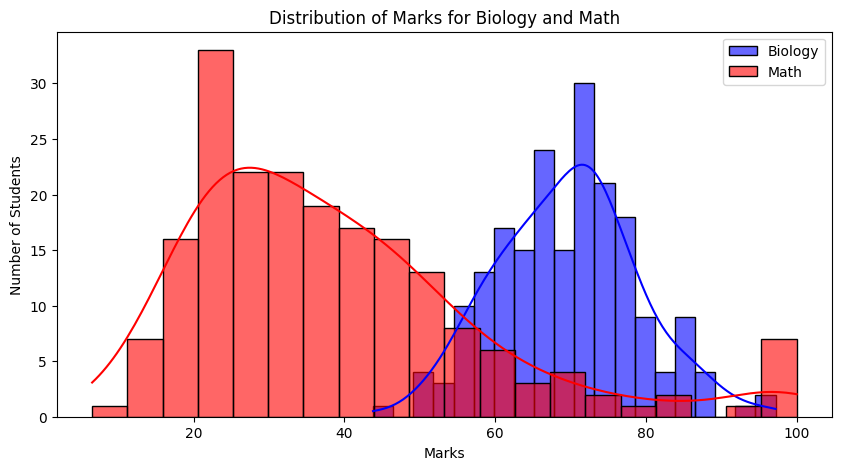 Distribution of Marks for Biology and Math
Biology
Math
Number of Students
30
25
20
15
10
5
0
20
40
60
80
100
Marks